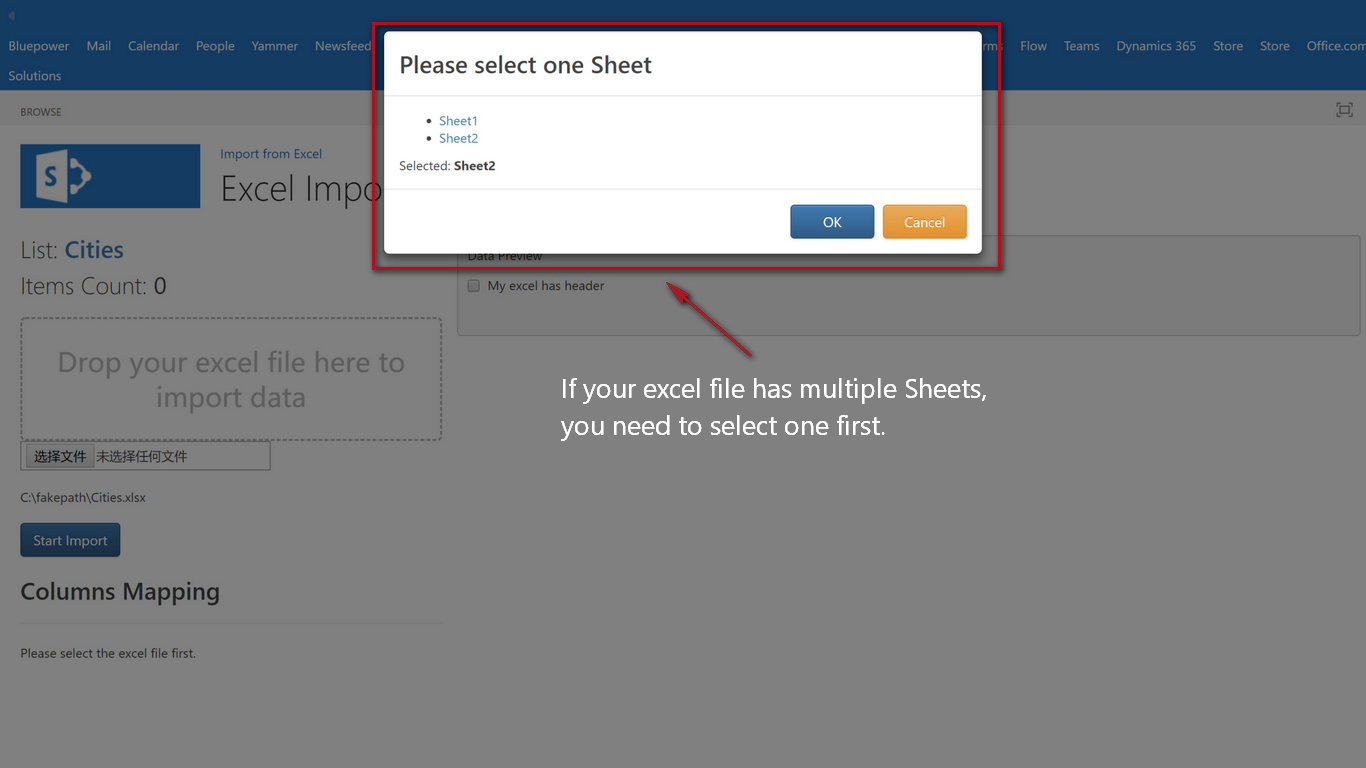 Bluepower Mail Calendar People Yammer Newsfeed Flow Teams Dynamics 365 Store Store Office.com
Solutions
BROWSE
Please select one Sheet
• Sheet1
• Sheet2
Selected: Sheet2
OK Cancel
S
Import from Excel
Excel Impo
List: Cities
Items Count: 0
Data Preview
My excel has header
Drop your excel file here to
import data
选择文件 未选择任何文件
C:\fakepath\Cities.xlsx
Start Import
Columns Mapping
Please select the excel file first.
If your excel file has multiple Sheets,
you need to select one first.